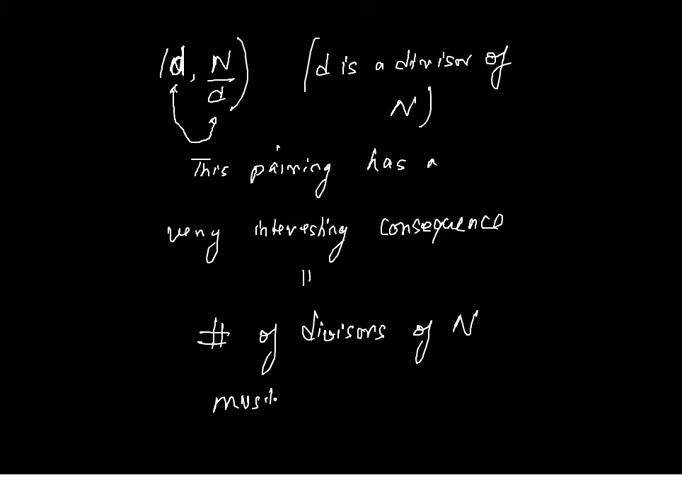 (d, N/d) (d is a divisor of
N)
This pairing has a
very interesting consequence
||
# of divisors of N
must